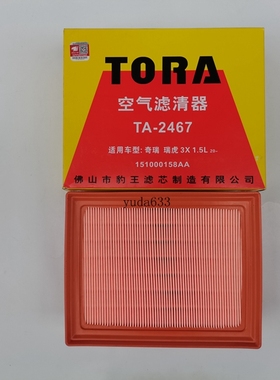 TORA
空气滤清器
TA-2467
适用车型: 奇瑞 瑞虎 3X 1.5L
151000158AA
佛山市豹王滤芯制造有限公司
yuda633